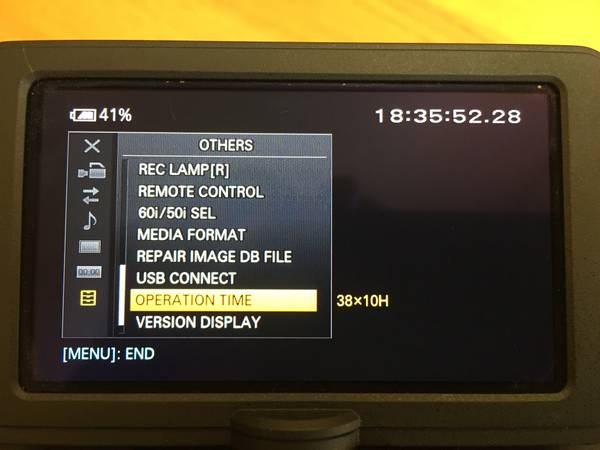 41%
18:35:52.28
OTHERS
REC LAMP[R]
REMOTE CONTROL
60i/50i SEL
MEDIA FORMAT
REPAIR IMAGE DB FILE
USB CONNECT
00:00
OPERATION TIME 38×10H
VERSION DISPLAY
[MENU]: END